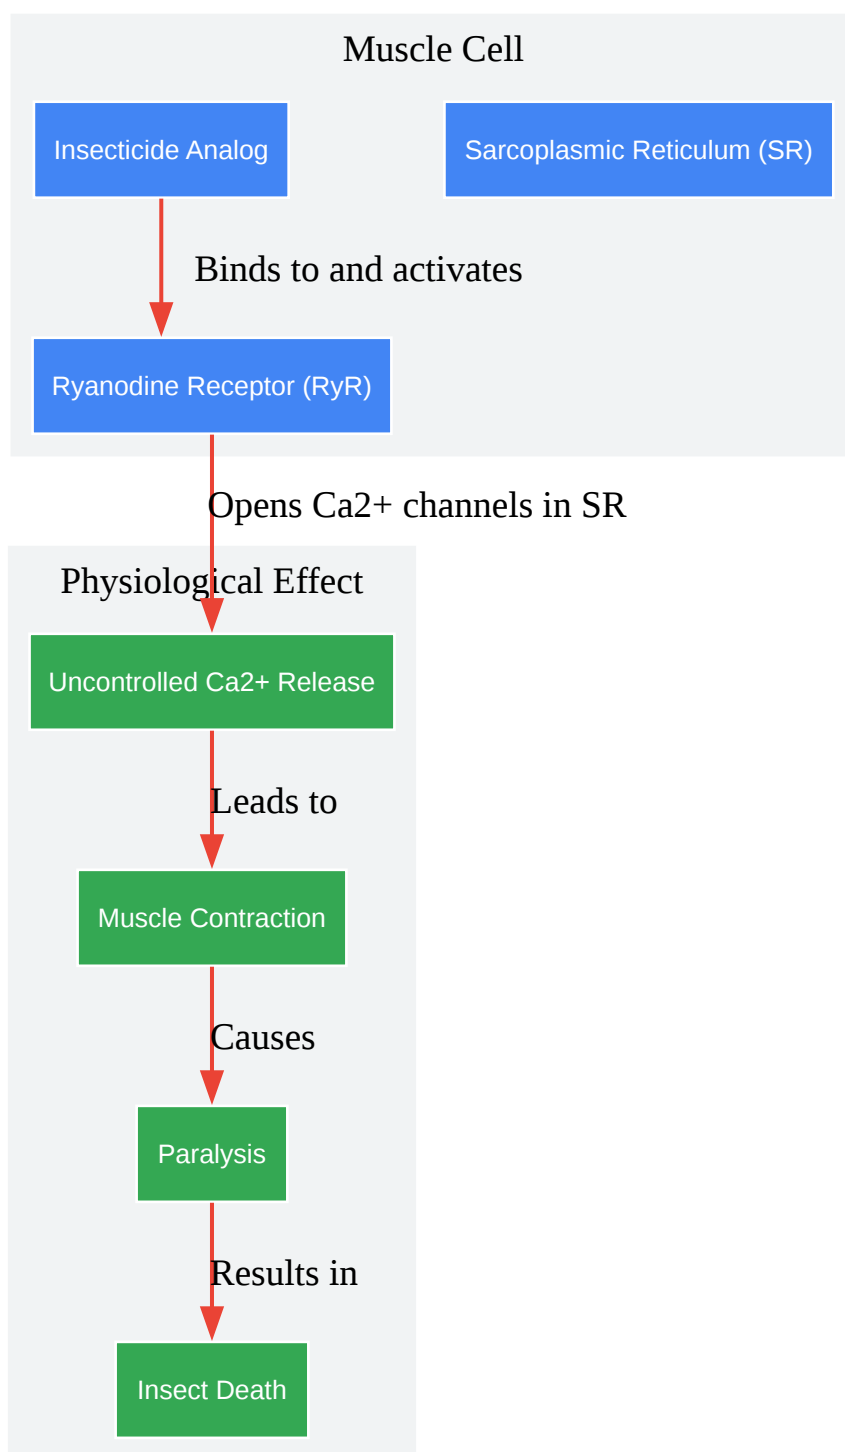 Muscle Cell
Insecticide Analog
Sarcoplasmic Reticulum (SR)
Binds to and activates
Ryanodine Receptor (RyR)
Opens Ca2+ channels in SR
Physiological Effect
Uncontrolled Ca2+ Release
Leads to
Muscle Contraction
Causes
Paralysis
Results in
Insect Death